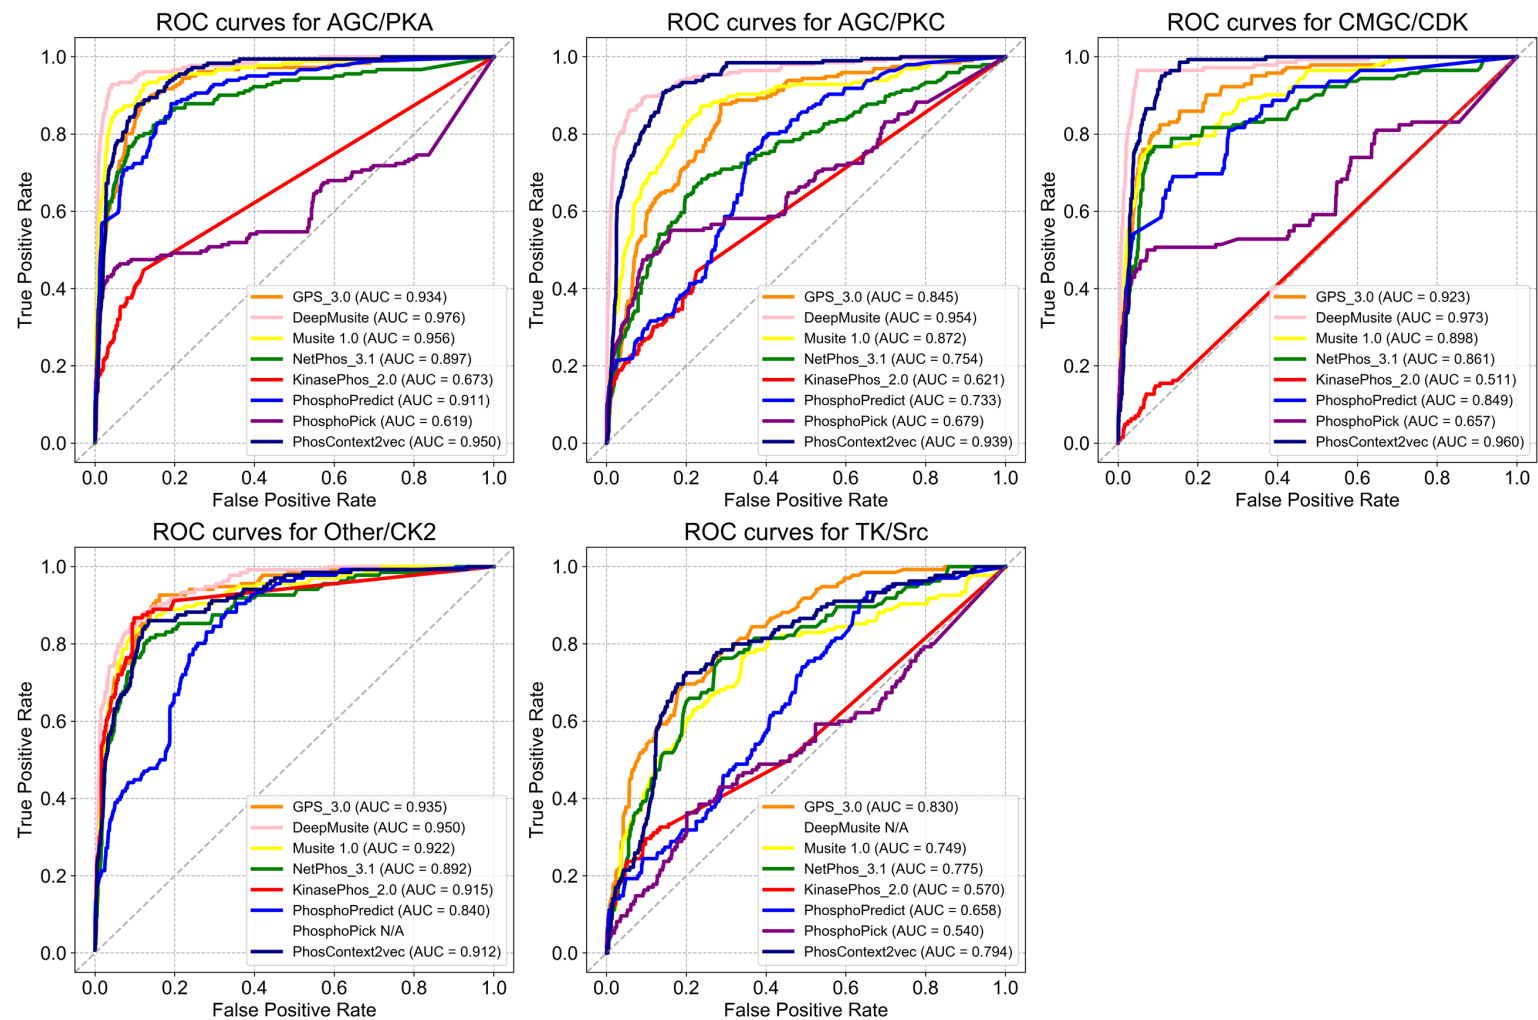 ROC curves for AGC/PKA
1.0
0.8
0.6
0.4
0.2
0.0
True Positive Rate
GPS_3.0 (AUC = 0.934)
DeepMusite (AUC = 0.976)
Musite 1.0 (AUC = 0.956)
NetPhos_3.1 (AUC = 0.897)
KinasePhos_2.0 (AUC = 0.673)
PhosphoPredict (AUC = 0.911)
PhosphoPick (AUC = 0.619)
PhosContext2vec (AUC = 0.950)
0.0 0.2 0.4 0.6 0.8 1.0
False Positive Rate
ROC curves for AGC/PKC
1.0
0.8
0.6
0.4
0.2
0.0
True Positive Rate
GPS_3.0 (AUC = 0.845)
DeepMusite (AUC = 0.954)
Musite 1.0 (AUC = 0.872)
NetPhos_3.1 (AUC = 0.754)
KinasePhos_2.0 (AUC = 0.621)
PhosphoPredict (AUC = 0.733)
PhosphoPick (AUC = 0.679)
PhosContext2vec (AUC = 0.939)
0.0 0.2 0.4 0.6 0.8 1.0
False Positive Rate
ROC curves for CMGC/CDK
1.0
0.8
0.6
0.4
0.2
0.0
True Positive Rate
GPS_3.0 (AUC = 0.923)
DeepMusite (AUC = 0.973)
Musite 1.0 (AUC = 0.898)
NetPhos_3.1 (AUC = 0.861)
KinasePhos_2.0 (AUC = 0.511)
PhosphoPredict (AUC = 0.849)
PhosphoPick (AUC = 0.657)
PhosContext2vec (AUC = 0.960)
0.0 0.2 0.4 0.6 0.8 1.0
False Positive Rate
ROC curves for Other/CK2
1.0
0.8
0.6
0.4
0.2
0.0
True Positive Rate
GPS_3.0 (AUC = 0.935)
DeepMusite (AUC = 0.950)
Musite 1.0 (AUC = 0.922)
NetPhos_3.1 (AUC = 0.892)
KinasePhos_2.0 (AUC = 0.915)
PhosphoPredict (AUC = 0.840)
PhosphoPick N/A
PhosContext2vec (AUC = 0.912)
0.0 0.2 0.4 0.6 0.8 1.0
False Positive Rate
ROC curves for TK/Src
1.0
0.8
0.6
0.4
0.2
0.0
True Positive Rate
GPS_3.0 (AUC = 0.830)
DeepMusite N/A
Musite 1.0 (AUC = 0.749)
NetPhos_3.1 (AUC = 0.775)
KinasePhos_2.0 (AUC = 0.570)
PhosphoPredict (AUC = 0.658)
PhosphoPick (AUC = 0.540)
PhosContext2vec (AUC = 0.794)
0.0 0.2 0.4 0.6 0.8 1.0
False Positive Rate